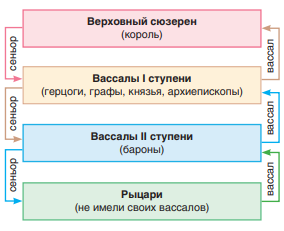 Верховный сюзерен
(король)
сеньор
вассал
Вассалы I ступени
(герцоги, графы, князья, архиепископы)
сеньор
вассал
Вассалы II ступени
(бароны)
сеньор
вассал
Рыцари
(не имели своих вассалов)